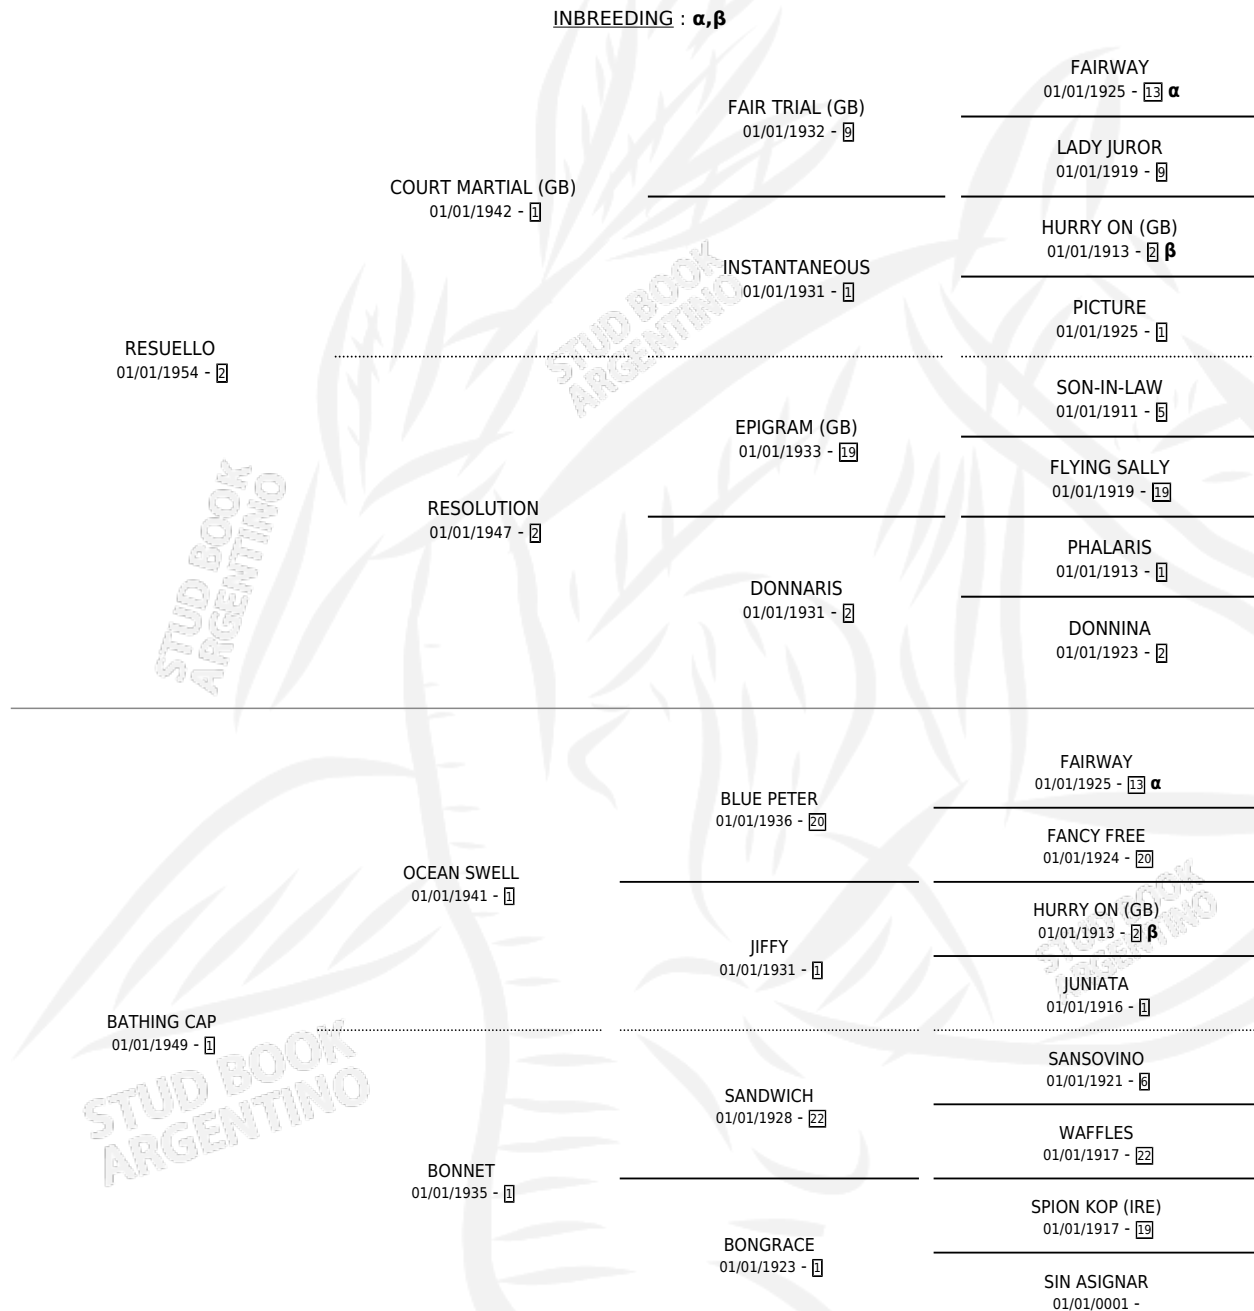 INBREEDING : α,β
FAIRWAY
01/01/1925 - 13 α
FAIR TRIAL (GB)
01/01/1932 - 9
LADY JUROR
01/01/1919 - 9
COURT MARTIAL (GB)
01/01/1942 - 1
HURRY ON (GB)
01/01/1913 - 2 β
INSTANTANEOUS
01/01/1931 - 1
PICTURE
01/01/1925 - 1
RESUELLO
01/01/1954 - 2
SON-IN-LAW
01/01/1911 - 5
EPIGRAM (GB)
01/01/1933 - 19
FLYING SALLY
01/01/1919 - 19
RESOLUTION
01/01/1947 - 2
PHALARIS
01/01/1913 - 1
DONNARIS
01/01/1931 - 2
DONNINA
01/01/1923 - 2
FAIRWAY
01/01/1925 - 13 α
BLUE PETER
01/01/1936 - 20
FANCY FREE
01/01/1924 - 20
OCEAN SWELL
01/01/1941 - 1
HURRY ON (GB)
01/01/1913 - 2 β
JIFFY
01/01/1931 - 1
JUNIATA
01/01/1916 - 1
BATHING CAP
01/01/1949 - 1
SANSOVINO
01/01/1921 - 6
SANDWICH
01/01/1928 - 22
WAFFLES
01/01/1917 - 22
BONNET
01/01/1935 - 1
SPION KOP (IRE)
01/01/1917 - 19
BONGRACE
01/01/1923 - 1
SIN ASIGNAR
01/01/0001 -
STUD BOOK
ARGENTINO
STUD BOOK
ARGENTINO
STUD BOOK
ARGENTINO
STUD BOOK
ARGENTINO